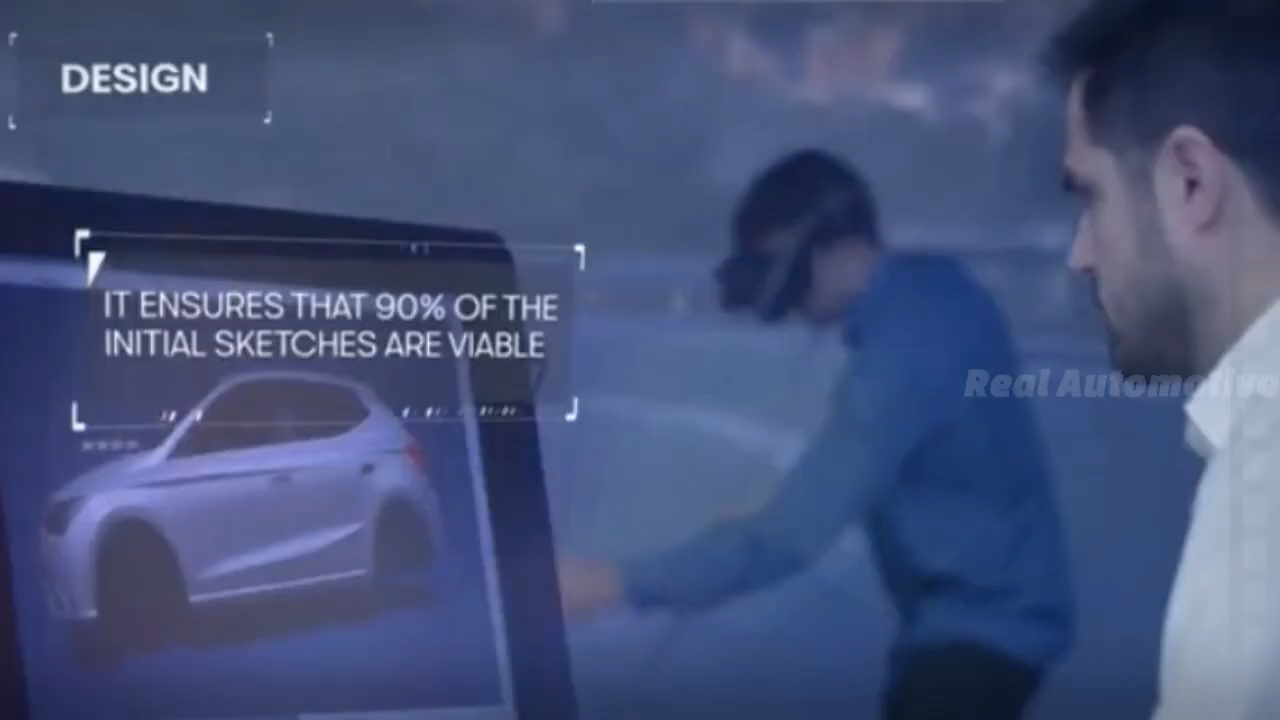 DESIGN
IT ENSURES THAT 90% OF THE
INITIAL SKETCHES ARE VIABLE
Real Automotive